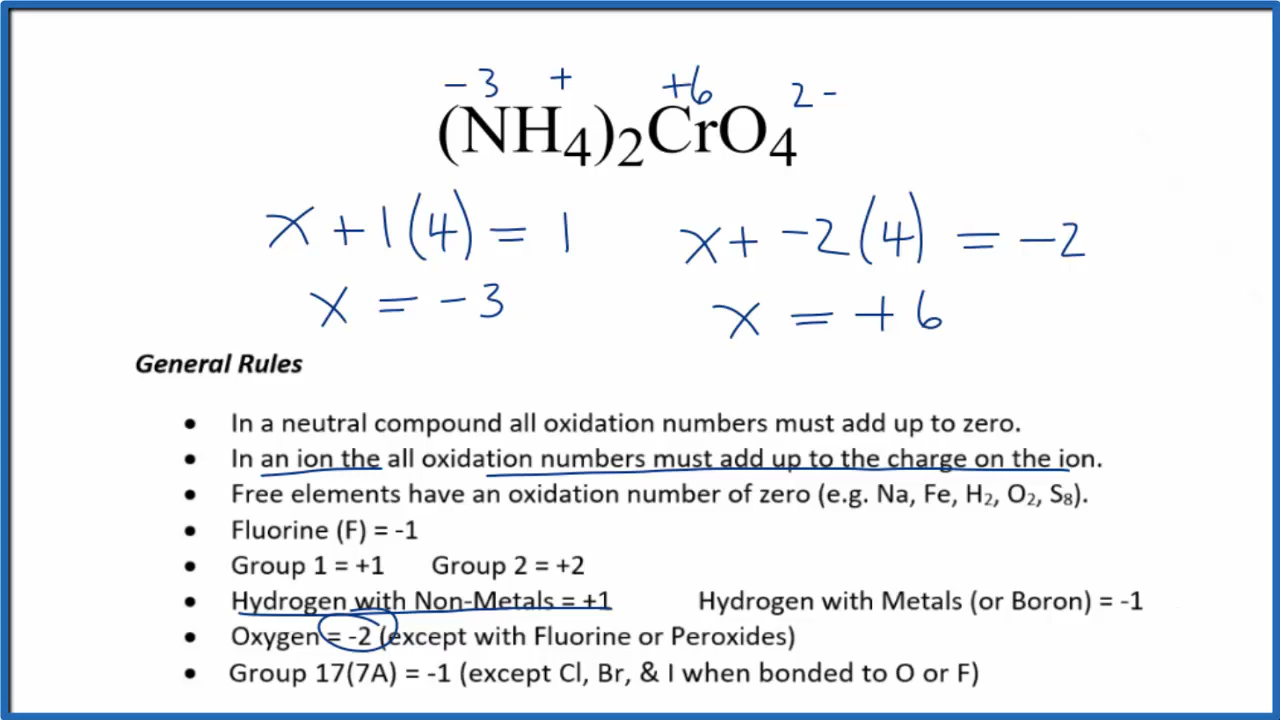 -3 + +6 2-
(NH₄)₂CrO₄
x + 1(4) = 1 x + -2(4) = -2
x = -3 x = +6
General Rules
• In a neutral compound all oxidation numbers must add up to zero.
• In an ion the all oxidation numbers must add up to the charge on the ion.
• Free elements have an oxidation number of zero (e.g. Na, Fe, H₂, O₂, S₈).
• Fluorine (F) = -1
• Group 1 = +1 Group 2 = +2
• Hydrogen with Non-Metals = +1 Hydrogen with Metals (or Boron) = -1
• Oxygen = -2 (except with Fluorine or Peroxides)
• Group 17(7A) = -1 (except Cl, Br, & I when bonded to O or F)